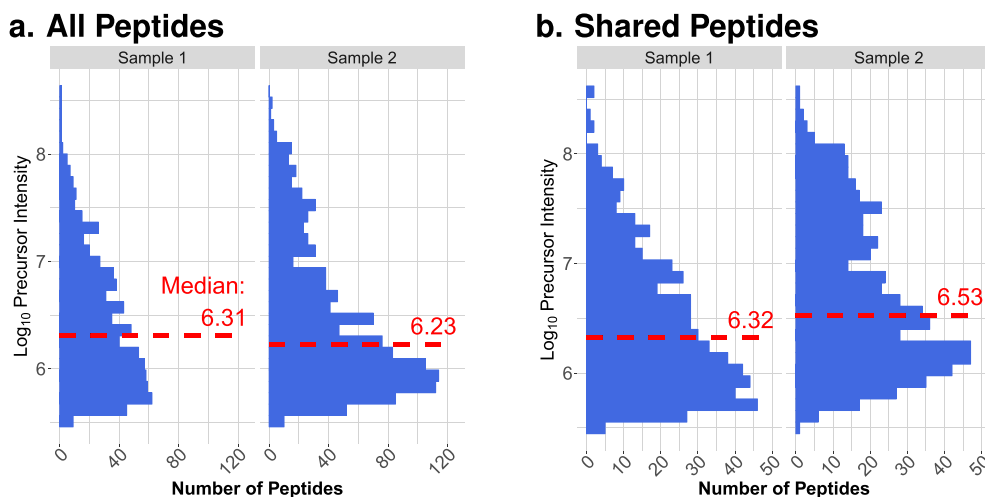 a. All Peptides
Sample 1
Sample 2
Log10 Precursor Intensity
8
7
6
Median:
6.31
6.23
0
40
80
120
0
40
80
120
Number of Peptides
b. Shared Peptides
Sample 1
Sample 2
Log10 Precursor Intensity
8
7
6
6.32
6.53
0
10
20
30
40
50
0
10
20
30
40
50
Number of Peptides